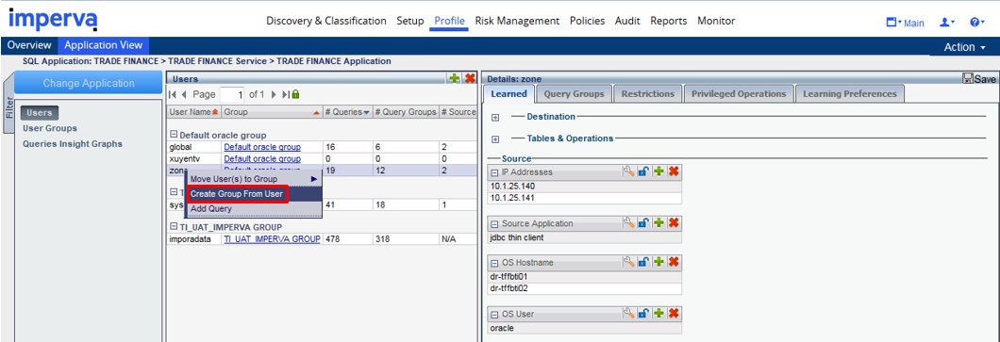 imperva
Discovery & Classification Setup Profile Risk Management Policies Audit Reports Monitor
Main
Overview Application View Action
SQL Application: TRADE FINANCE > TRADE FINANCE Service > TRADE FINANCE Application
Filter
Change Application
Users
User Groups
Queries Insight Graphs
Users
Page 1 of 1
User Name Group # Queries # Query Groups # Source
Default oracle group
global Default oracle group 16 6 2
xuyentv Default oracle group 0 0 0
zone 19 12 2
Move User(s) to Group
Create Group From User
Add Query
T
sys 41 18 1
TI_UAT_IMPERVA GROUP
imporadata TI_UAT_IMPERVA GROUP 478 318 N/A
Details: zone Save
Learned Query Groups Restrictions Privileged Operations Learning Preferences
Destination
Tables & Operations
Source
IP Addresses
10.1.25.140
10.1.25.141
Source Application
jdbc thin client
OS Hostname
dr-tffbti01
dr-tffbti02
OS User
oracle